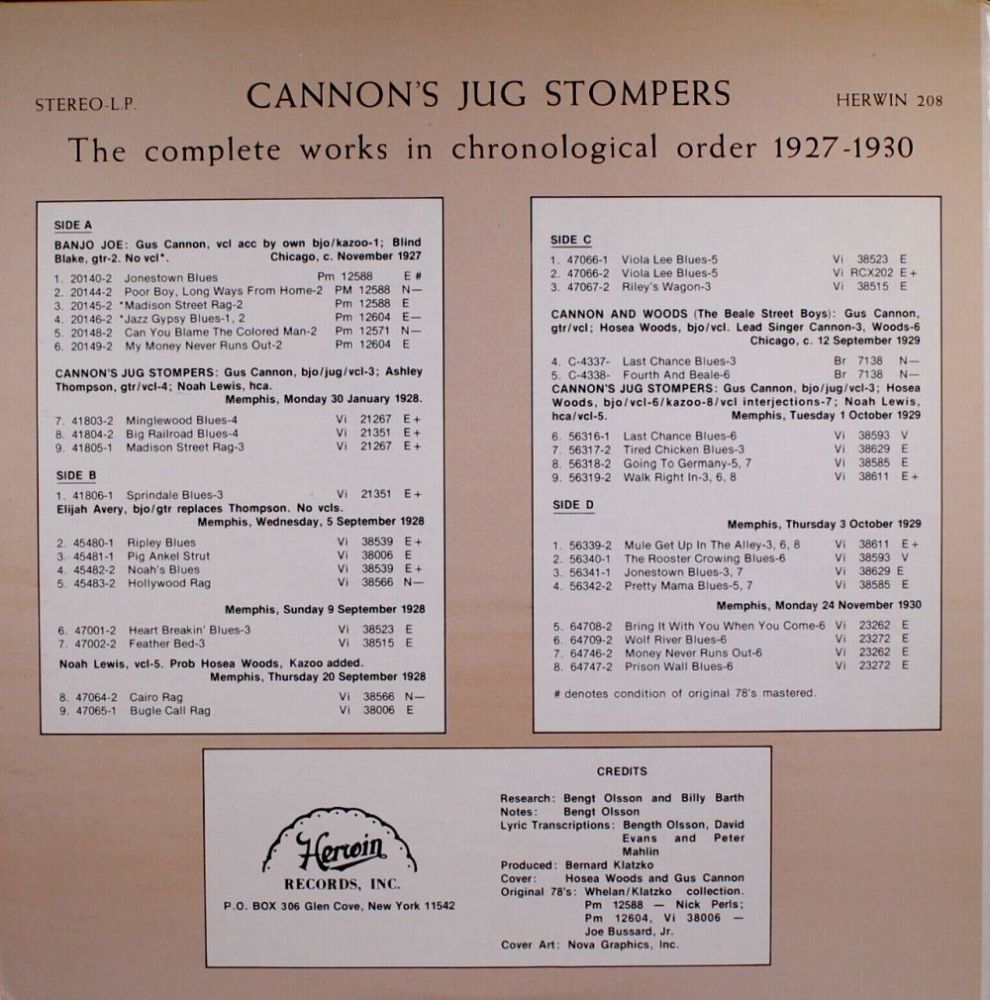 STEREO-L.P. CANNON'S JUG STOMPERS HERWIN 208
The complete works in chronological order 1927-1930
SIDE A
BANJO JOE: Gus Cannon, vcl acc by own bjo/kazoo-1; Blind
Blake, gtr-2. No vcl*. Chicago, c. November 1927
1. 20140-2 Jonestown Blues Pm 12588 E #
2. 20144-2 Poor Boy, Long Ways From Home-2 PM 12588 N—
3. 20145-2 *Madison Street Rag-2 Pm 12588 E
4. 20146-2 *Jazz Gypsy Blues-1, 2 Pm 12604 E—
5. 20148-2 Can You Blame The Colored Man-2 Pm 12571 N—
6. 20149-2 My Money Never Runs Out-2 Pm 12604 E
CANNON'S JUG STOMPERS: Gus Cannon, bjo/jug/vcl-3; Ashley
Thompson, gtr/vcl-4; Noah Lewis, hca.
Memphis, Monday 30 January 1928.
7. 41803-2 Minglewood Blues-4 Vi 21267 E+
8. 41804-2 Big Railroad Blues-4 Vi 21351 E+
9. 41805-1 Madison Street Rag-3 Vi 21267 E+
SIDE B
1. 41806-1 Sprindale Blues-3 Vi 21351 E+
Elijah Avery, bjo/gtr replaces Thompson. No vcls.
Memphis, Wednesday, 5 September 1928
2. 45480-1 Ripley Blues Vi 38539 E+
3. 45481-1 Pig Ankel Strut Vi 38006 E
4. 45482-2 Noah's Blues Vi 38539 E+
5. 45483-2 Hollywood Rag Vi 38566 N—
Memphis, Sunday 9 September 1928
6. 47001-2 Heart Breakin' Blues-3 Vi 38523 E
7. 47002-2 Feather Bed-3 Vi 38515 E
Noah Lewis, vcl-5. Prob Hosea Woods, Kazoo added.
Memphis, Thursday 20 September 1928
8. 47064-2 Cairo Rag Vi 38566 N—
9. 47065-1 Bugle Call Rag Vi 38006 E
SIDE C
1. 47066-1 Viola Lee Blues-5 Vi 38523 E
2. 47066-2 Viola Lee Blues-5 Vi RCX202 E+
3. 47067-2 Riley's Wagon-3 Vi 38515 E
CANNON AND WOODS (The Beale Street Boys): Gus Cannon,
gtr/vcl; Hosea Woods, bjo/vcl. Lead Singer Cannon-3, Woods-6
Chicago, c. 12 September 1929
4. C-4337- Last Chance Blues-3 Br 7138 N—
5. C-4338- Fourth And Beale-6 Br 7138 N—
CANNON'S JUG STOMPERS: Gus Cannon, bjo/jug/vcl-3; Hosea
Woods, bjo/vcl-6/kazoo-8/vcl interjections-7; Noah Lewis,
hca/vcl-5. Memphis, Tuesday 1 October 1929
6. 56316-1 Last Chance Blues-6 Vi 38593 V
7. 56317-2 Tired Chicken Blues-3 Vi 38629 E
8. 56318-2 Going To Germany-5, 7 Vi 38585 E
9. 56319-2 Walk Right In-3, 6, 8 Vi 38611 E+
SIDE D
Memphis, Thursday 3 October 1929
1. 56339-2 Mule Get Up In The Alley-3, 6, 8 Vi 38611 E+
2. 56340-1 The Rooster Crowing Blues-6 Vi 38593 V
3. 56341-1 Jonestown Blues-3, 7 Vi 38629 E
4. 56342-2 Pretty Mama Blues-5, 7 Vi 38585 E
Memphis, Monday 24 November 1930
5. 64708-2 Bring It With You When You Come-6 Vi 23262 E
6. 64709-2 Wolf River Blues-6 Vi 23272 E
7. 64746-2 Money Never Runs Out-6 Vi 23262 E
8. 64747-2 Prison Wall Blues-6 Vi 23272 E
# denotes condition of original 78's mastered.
Herwin
RECORDS, INC.
P.O. BOX 306 Glen Cove, New York 11542
CREDITS
Research: Bengt Olsson and Billy Barth
Notes: Bengt Olsson
Lyric Transcriptions: Bength Olsson, David
Evans and Peter
Mahlin
Produced: Bernard Klatzko
Cover: Hosea Woods and Gus Cannon
Original 78's: Whelan/Klatzko collection.
Pm 12588 — Nick Perls;
Pm 12604, Vi 38006 —
Joe Bussard, Jr.
Cover Art: Nova Graphics, Inc.